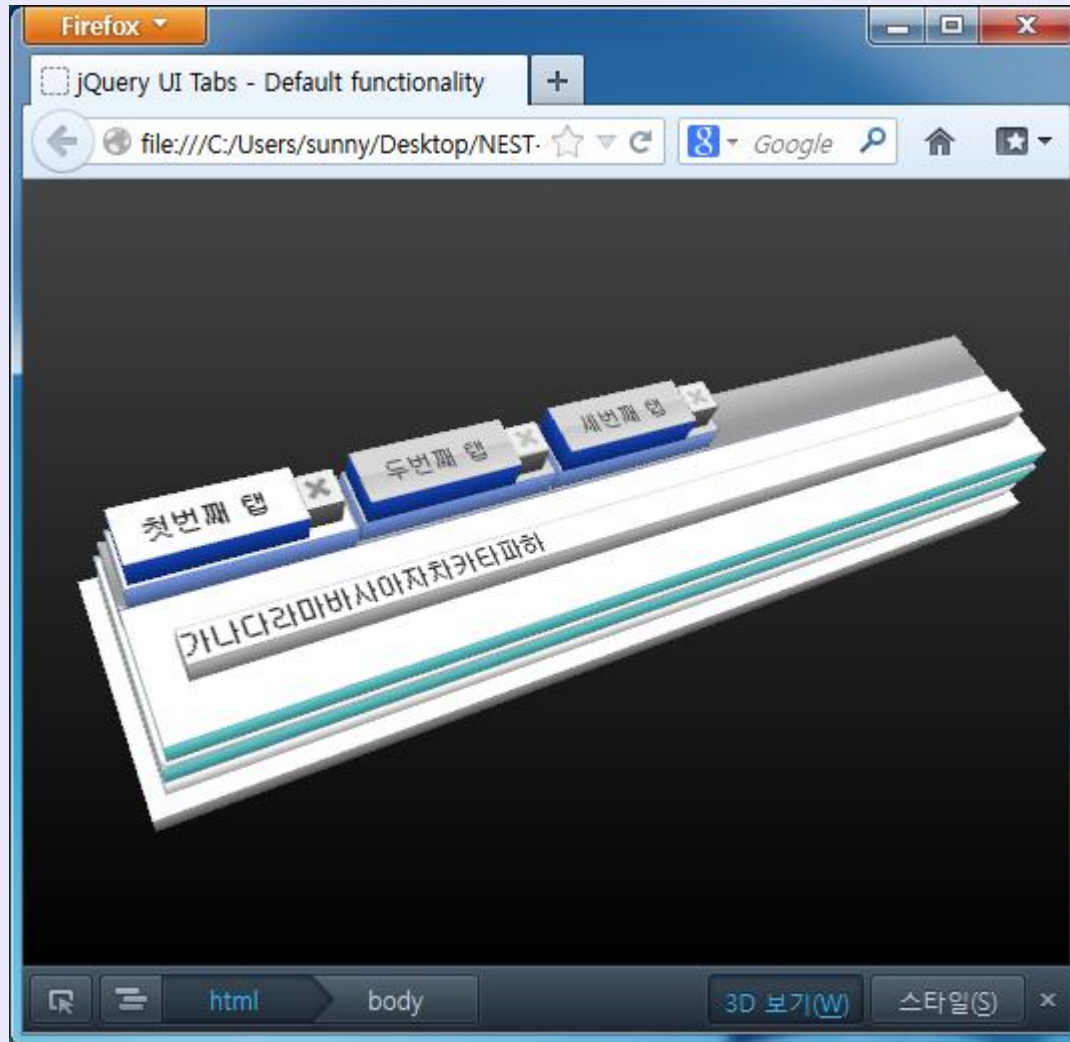 Firefox
jQuery UI Tabs - Default functionality
file:///C:/Users/sunny/Desktop/NEST-
Google
첫번째 탭
두번째 탭
세번째 탭
가나다라마바사아자차카타파하
html
body
3D 보기(W)
스타일(S)